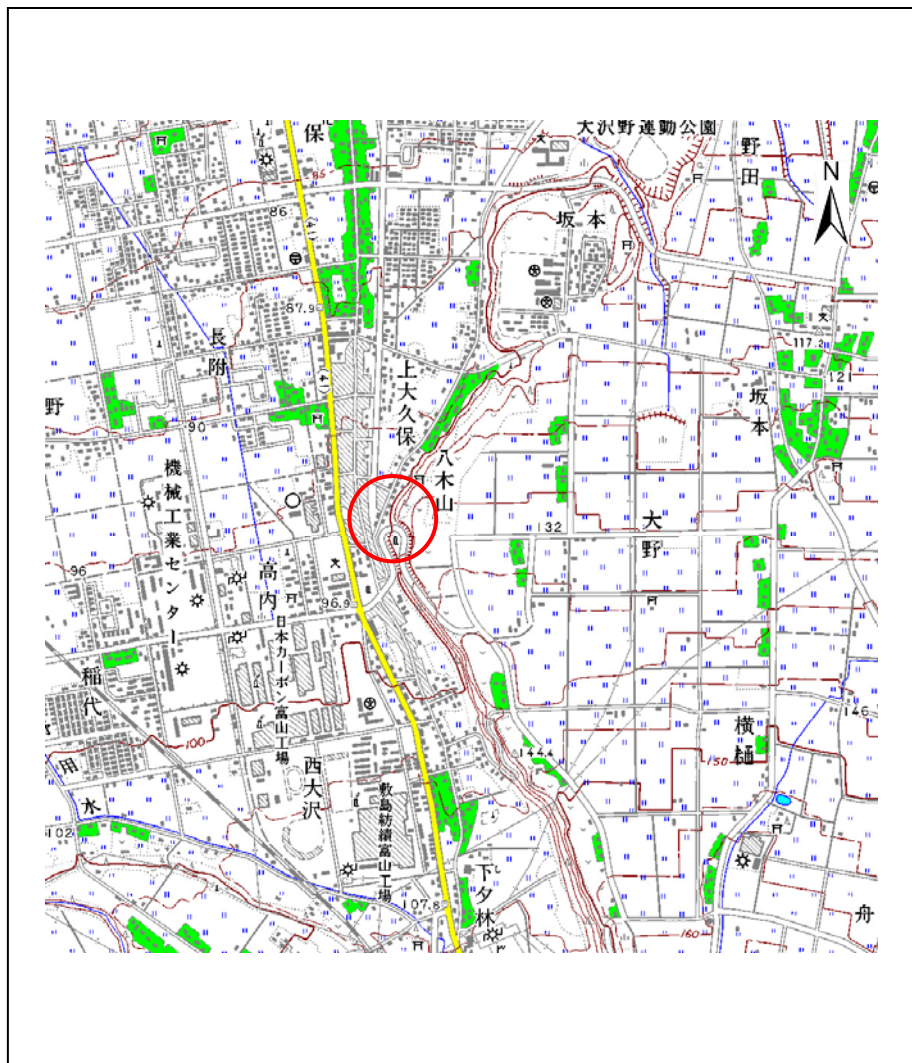 保
大沢野運動公園
野田
N
85
86
(41)
坂本
87.9
長附
117.2
121
上大久保
坂本
野
90
八木山
機械工業センター
132
大野
96
高内
96.9
日本カーボン富山工場
稲代
146
横樋
100
144.4
150
西大沢
用水
敷島紡績富山工場
102
下夕林
107.8
舟
160